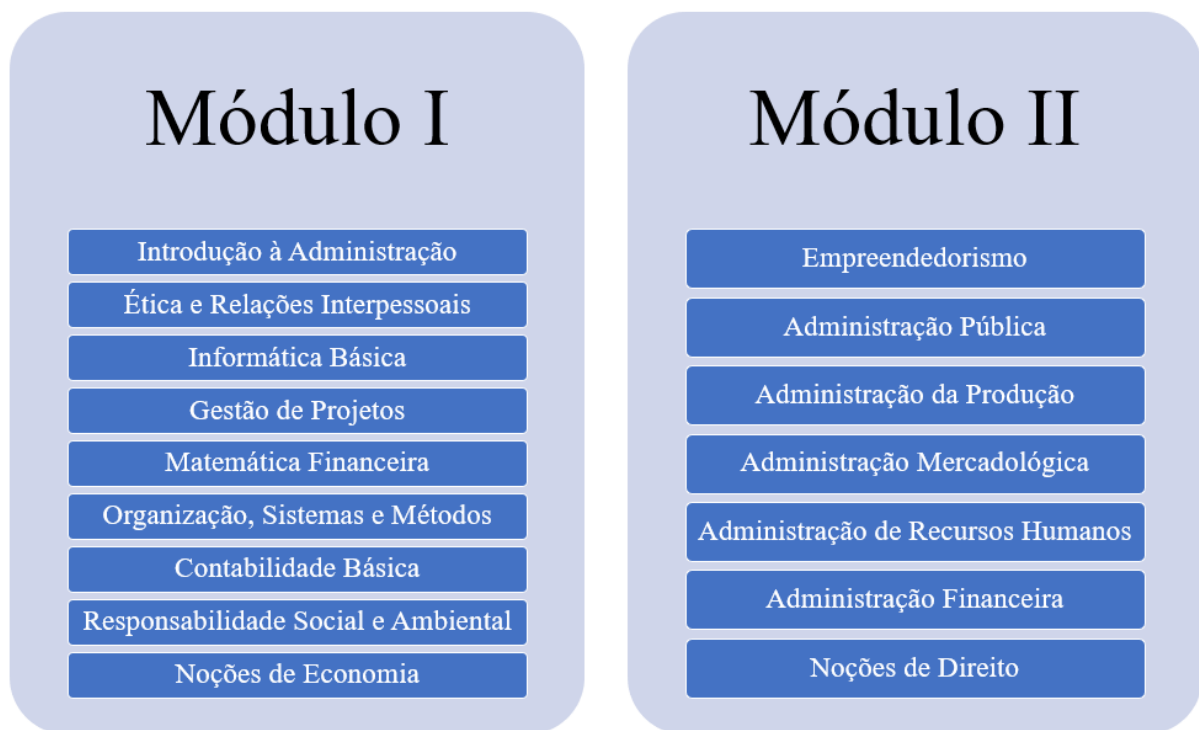 Módulo I
Introdução à Administração
Ética e Relações Interpessoais
Informática Básica
Gestão de Projetos
Matemática Financeira
Organização, Sistemas e Métodos
Contabilidade Básica
Responsabilidade Social e Ambiental
Noções de Economia
Módulo II
Empreendedorismo
Administração Pública
Administração da Produção
Administração Mercadológica
Administração de Recursos Humanos
Administração Financeira
Noções de Direito